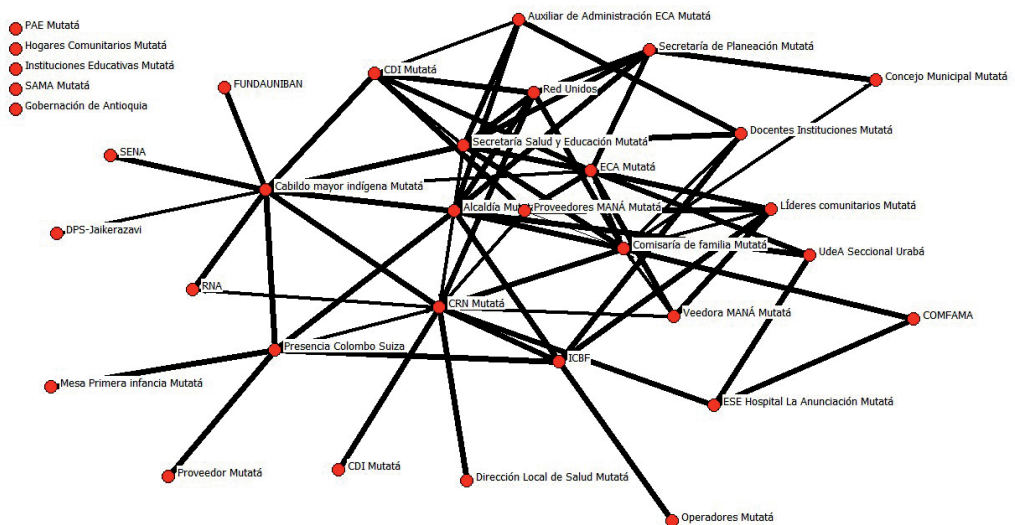 PAE Mutatá
Hogares Comunitarios Mutatá
Instituciones Educativas Mutatá
SAMA Mutatá
Gobernación de Antioquia
Auxiliar de Administración ECA Mutatá
Secretaría de Planeación Mutatá
CDI Mutatá
Concejo Municipal Mutatá
FUNDAUNIBAN
Red Unidos
Docentes Instituciones Mutatá
Secretaría Salud y Educación Mutatá
SENA
ECA Mutatá
Cabildo mayor indígena Mutatá
Alcaldía Mutatá
Proveedores MANÁ Mutatá
Líderes comunitarios Mutatá
DPS-Jaikerazavi
Comisaría de familia Mutatá
UdeA Seccional Urabá
RNA
CRN Mutatá
Veedora MANÁ Mutatá
COMFAMA
Presencia Colombo Suiza
ICBF
Mesa Primera infancia Mutatá
ESE Hospital La Anunciación Mutatá
Proveedor Mutatá
CDI Mutatá
Dirección Local de Salud Mutatá
Operadores Mutatá